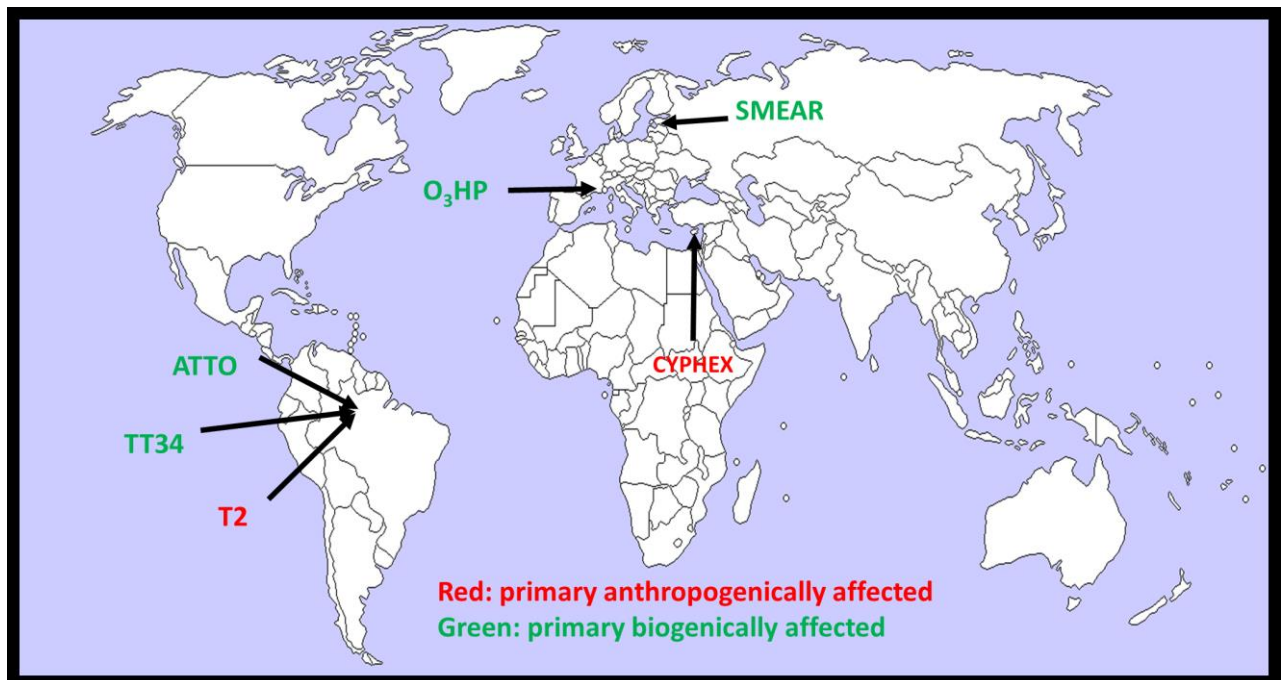 SMEAR
O₃HP
ATTO
CYPHEX
TT34
T2
Red: primary anthropogenically affected
Green: primary biogenically affected